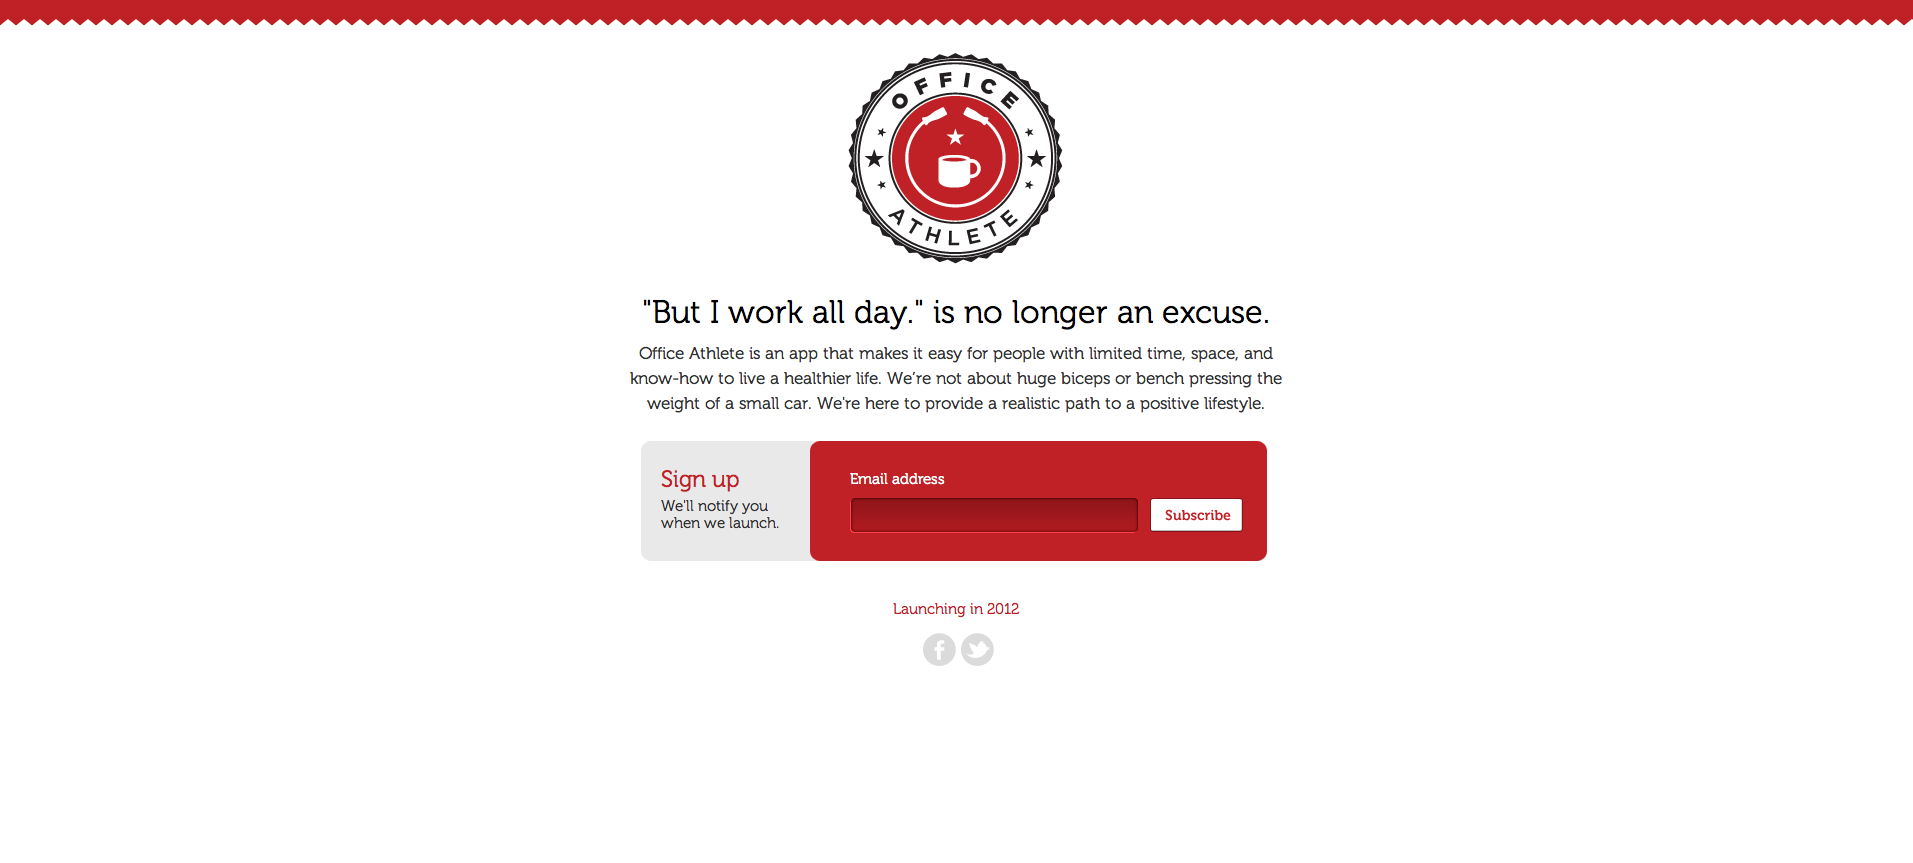 OFFICE
ATHLETE
"But I work all day." is no longer an excuse.
Office Athlete is an app that makes it easy for people with limited time, space, and
know-how to live a healthier life. We’re not about huge biceps or bench pressing the
weight of a small car. We're here to provide a realistic path to a positive lifestyle.
Sign up
We'll notify you
when we launch.
Email address
Subscribe
Launching in 2012